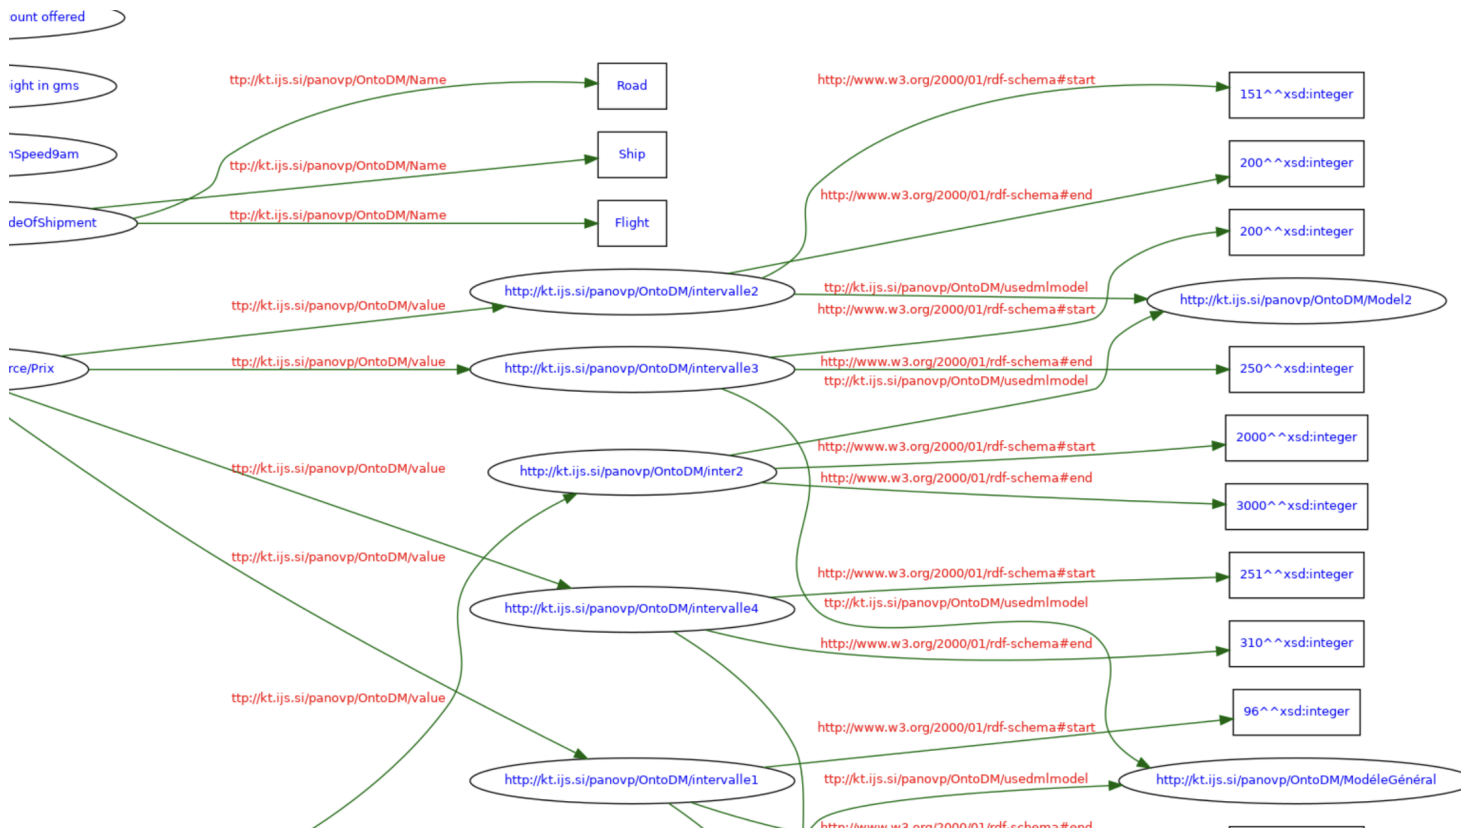 ount offered
ight in gms
nSpeed9am
deOfShipment
ttp://kt.ijs.si/panovp/OntoDM/Name
ttp://kt.ijs.si/panovp/OntoDM/Name
ttp://kt.ijs.si/panovp/OntoDM/Name
Road
Ship
Flight
rce/Prix
ttp://kt.ijs.si/panovp/OntoDM/value
ttp://kt.ijs.si/panovp/OntoDM/value
ttp://kt.ijs.si/panovp/OntoDM/value
ttp://kt.ijs.si/panovp/OntoDM/value
ttp://kt.ijs.si/panovp/OntoDM/value
http://kt.ijs.si/panovp/OntoDM/intervalle2
http://kt.ijs.si/panovp/OntoDM/intervalle3
http://kt.ijs.si/panovp/OntoDM/inter2
http://kt.ijs.si/panovp/OntoDM/intervalle4
http://kt.ijs.si/panovp/OntoDM/intervalle1
http://www.w3.org/2000/01/rdf-schema#start
http://www.w3.org/2000/01/rdf-schema#end
ttp://kt.ijs.si/panovp/OntoDM/usedmlmodel
http://www.w3.org/2000/01/rdf-schema#start
http://www.w3.org/2000/01/rdf-schema#end
ttp://kt.ijs.si/panovp/OntoDM/usedmlmodel
http://www.w3.org/2000/01/rdf-schema#start
http://www.w3.org/2000/01/rdf-schema#end
http://www.w3.org/2000/01/rdf-schema#start
ttp://kt.ijs.si/panovp/OntoDM/usedmlmodel
http://www.w3.org/2000/01/rdf-schema#end
http://www.w3.org/2000/01/rdf-schema#start
ttp://kt.ijs.si/panovp/OntoDM/usedmlmodel
http://www.w3.org/2000/01/rdf-schema#end
151^^xsd:integer
200^^xsd:integer
200^^xsd:integer
http://kt.ijs.si/panovp/OntoDM/Model2
250^^xsd:integer
2000^^xsd:integer
3000^^xsd:integer
251^^xsd:integer
310^^xsd:integer
96^^xsd:integer
http://kt.ijs.si/panovp/OntoDM/ModéleGénéral